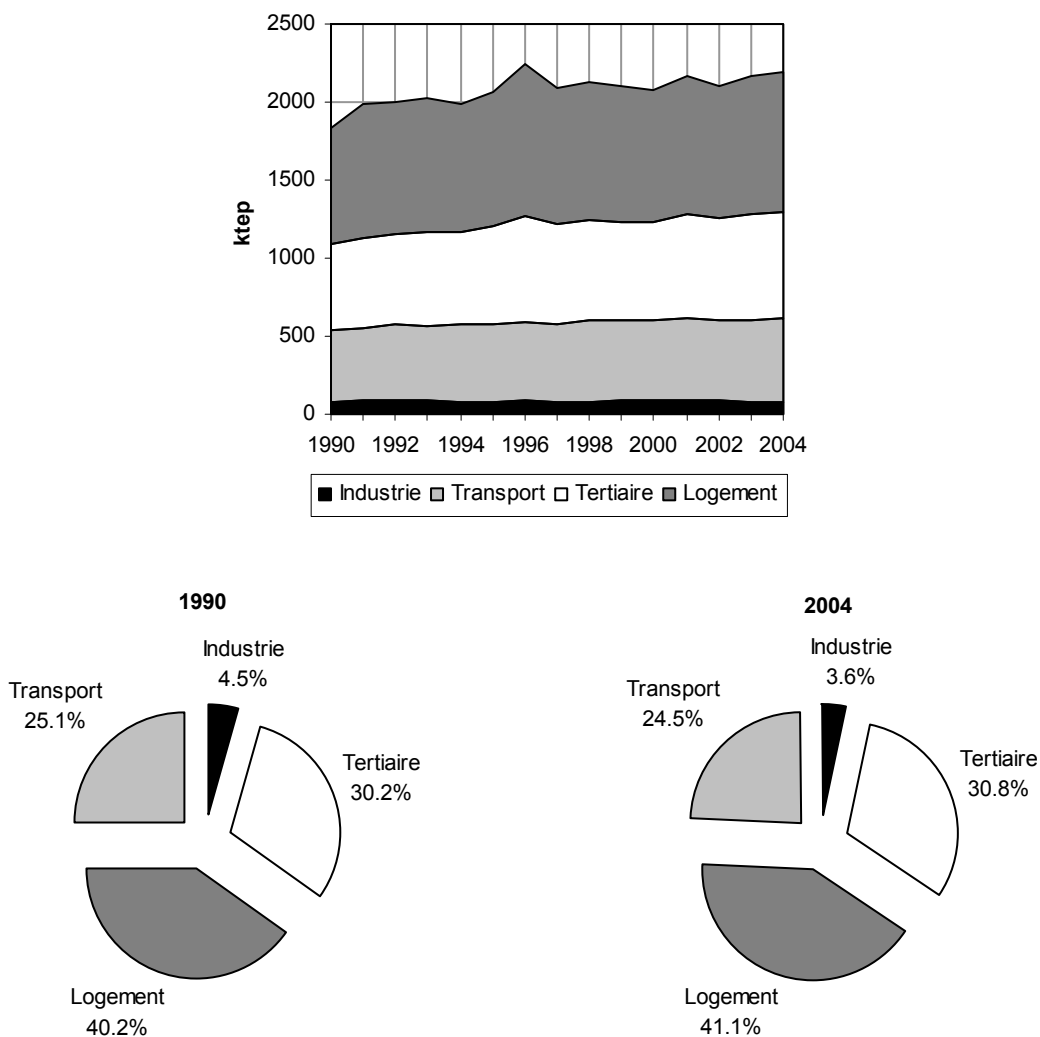 2500
2000
1500
1000
500
0
ktep
1990 1992 1994 1996 1998 2000 2002 2004
Industrie Transport Tertiaire Logement
1990
Industrie
4.5%
Transport
25.1%
Tertiaire
30.2%
Logement
40.2%
2004
Industrie
3.6%
Transport
24.5%
Tertiaire
30.8%
Logement
41.1%